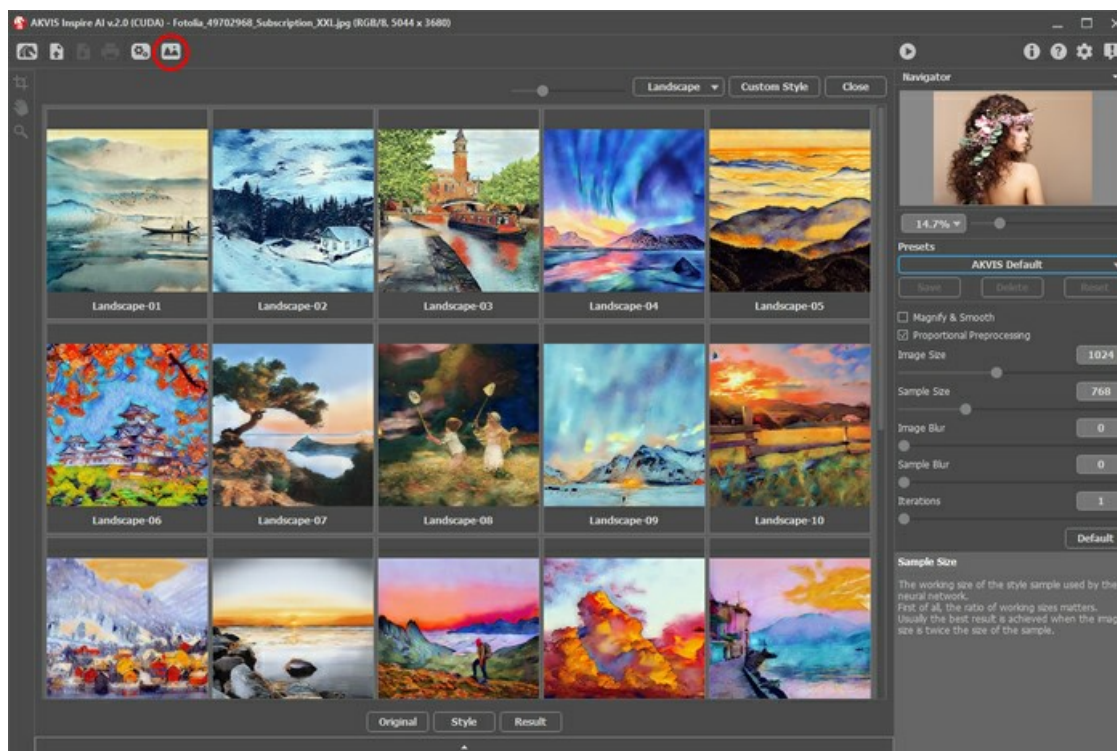 AKVIS Inspire AI v.2.0 (CUDA) - Fotolia_49702968_Subscription_XXL.jpg (RGB/8, 5044 x 3680)
Landscape
Custom Style
Close
Landscape-01
Landscape-02
Landscape-03
Landscape-04
Landscape-05
Landscape-06
Landscape-07
Landscape-08
Landscape-09
Landscape-10
Original
Style
Result
Navigator
14.7%
Presets
AKVIS Default
Save
Delete
Reset
Magnify & Smooth
Proportional Preprocessing
Image Size
1024
Sample Size
768
Image Blur
0
Sample Blur
0
Iterations
1
Default
Sample Size
The working size of the style sample used by the
neural network.
First of all, the ratio of working sizes matters.
Usually the best result is achieved when the imag
size is twice the size of the sample.